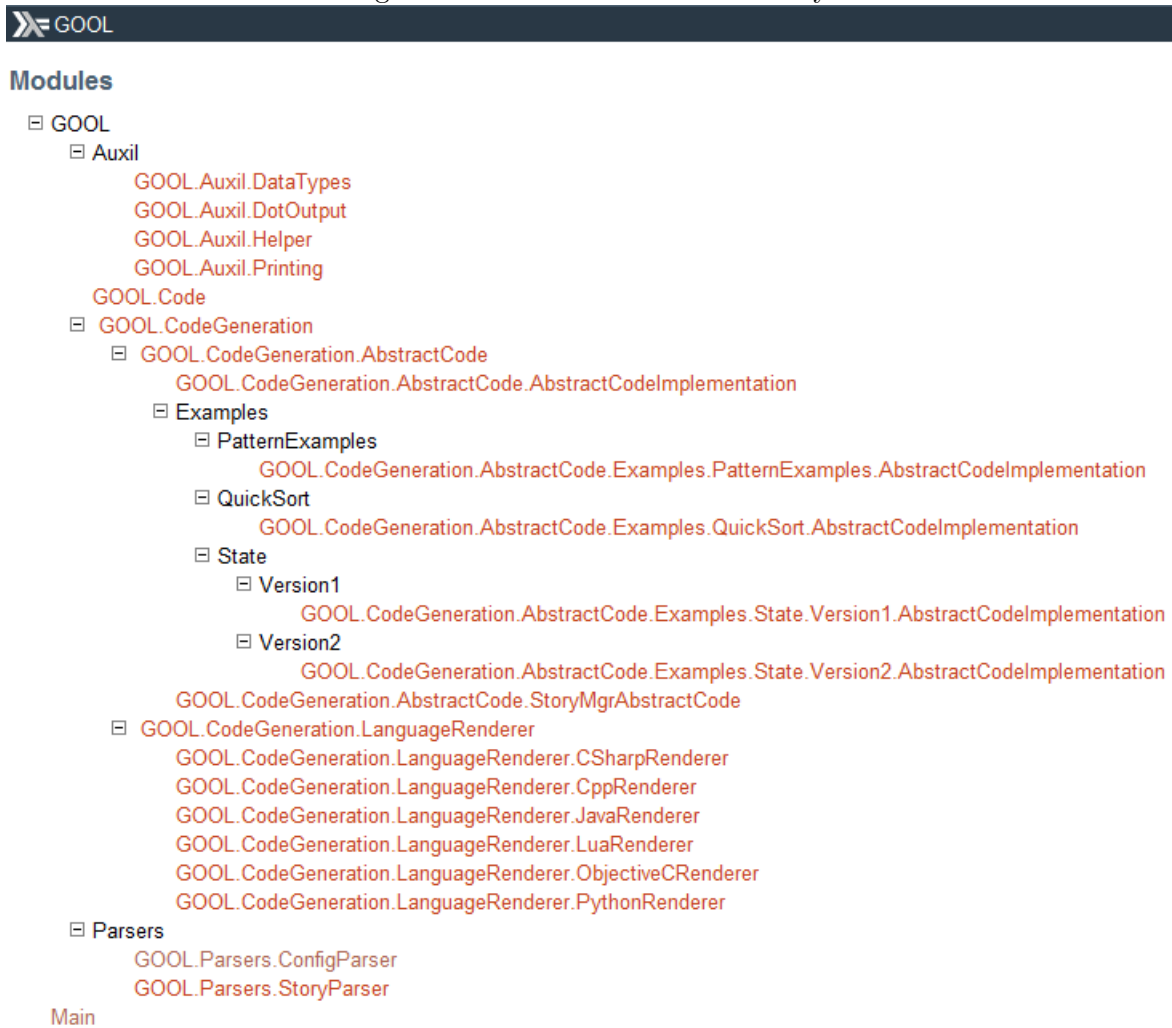 GOOL
Modules
GOOL
Auxil
GOOL.Auxil.DataTypes
GOOL.Auxil.DotOutput
GOOL.Auxil.Helper
GOOL.Auxil.Printing
GOOL.Code
GOOL.CodeGeneration
GOOL.CodeGeneration.AbstractCode
GOOL.CodeGeneration.AbstractCode.AbstractCodeImplementation
Examples
PatternExamples
GOOL.CodeGeneration.AbstractCode.Examples.PatternExamples.AbstractCodeImplementation
QuickSort
GOOL.CodeGeneration.AbstractCode.Examples.QuickSort.AbstractCodeImplementation
State
Version1
GOOL.CodeGeneration.AbstractCode.Examples.State.Version1.AbstractCodeImplementation
Version2
GOOL.CodeGeneration.AbstractCode.Examples.State.Version2.AbstractCodeImplementation
GOOL.CodeGeneration.AbstractCode.StoryMgrAbstractCode
GOOL.CodeGeneration.LanguageRenderer
GOOL.CodeGeneration.LanguageRenderer.CSharpRenderer
GOOL.CodeGeneration.LanguageRenderer.CppRenderer
GOOL.CodeGeneration.LanguageRenderer.JavaRenderer
GOOL.CodeGeneration.LanguageRenderer.LuaRenderer
GOOL.CodeGeneration.LanguageRenderer.ObjectiveCRenderer
GOOL.CodeGeneration.LanguageRenderer.PythonRenderer
Parsers
GOOL.Parsers.ConfigParser
GOOL.Parsers.StoryParser
Main